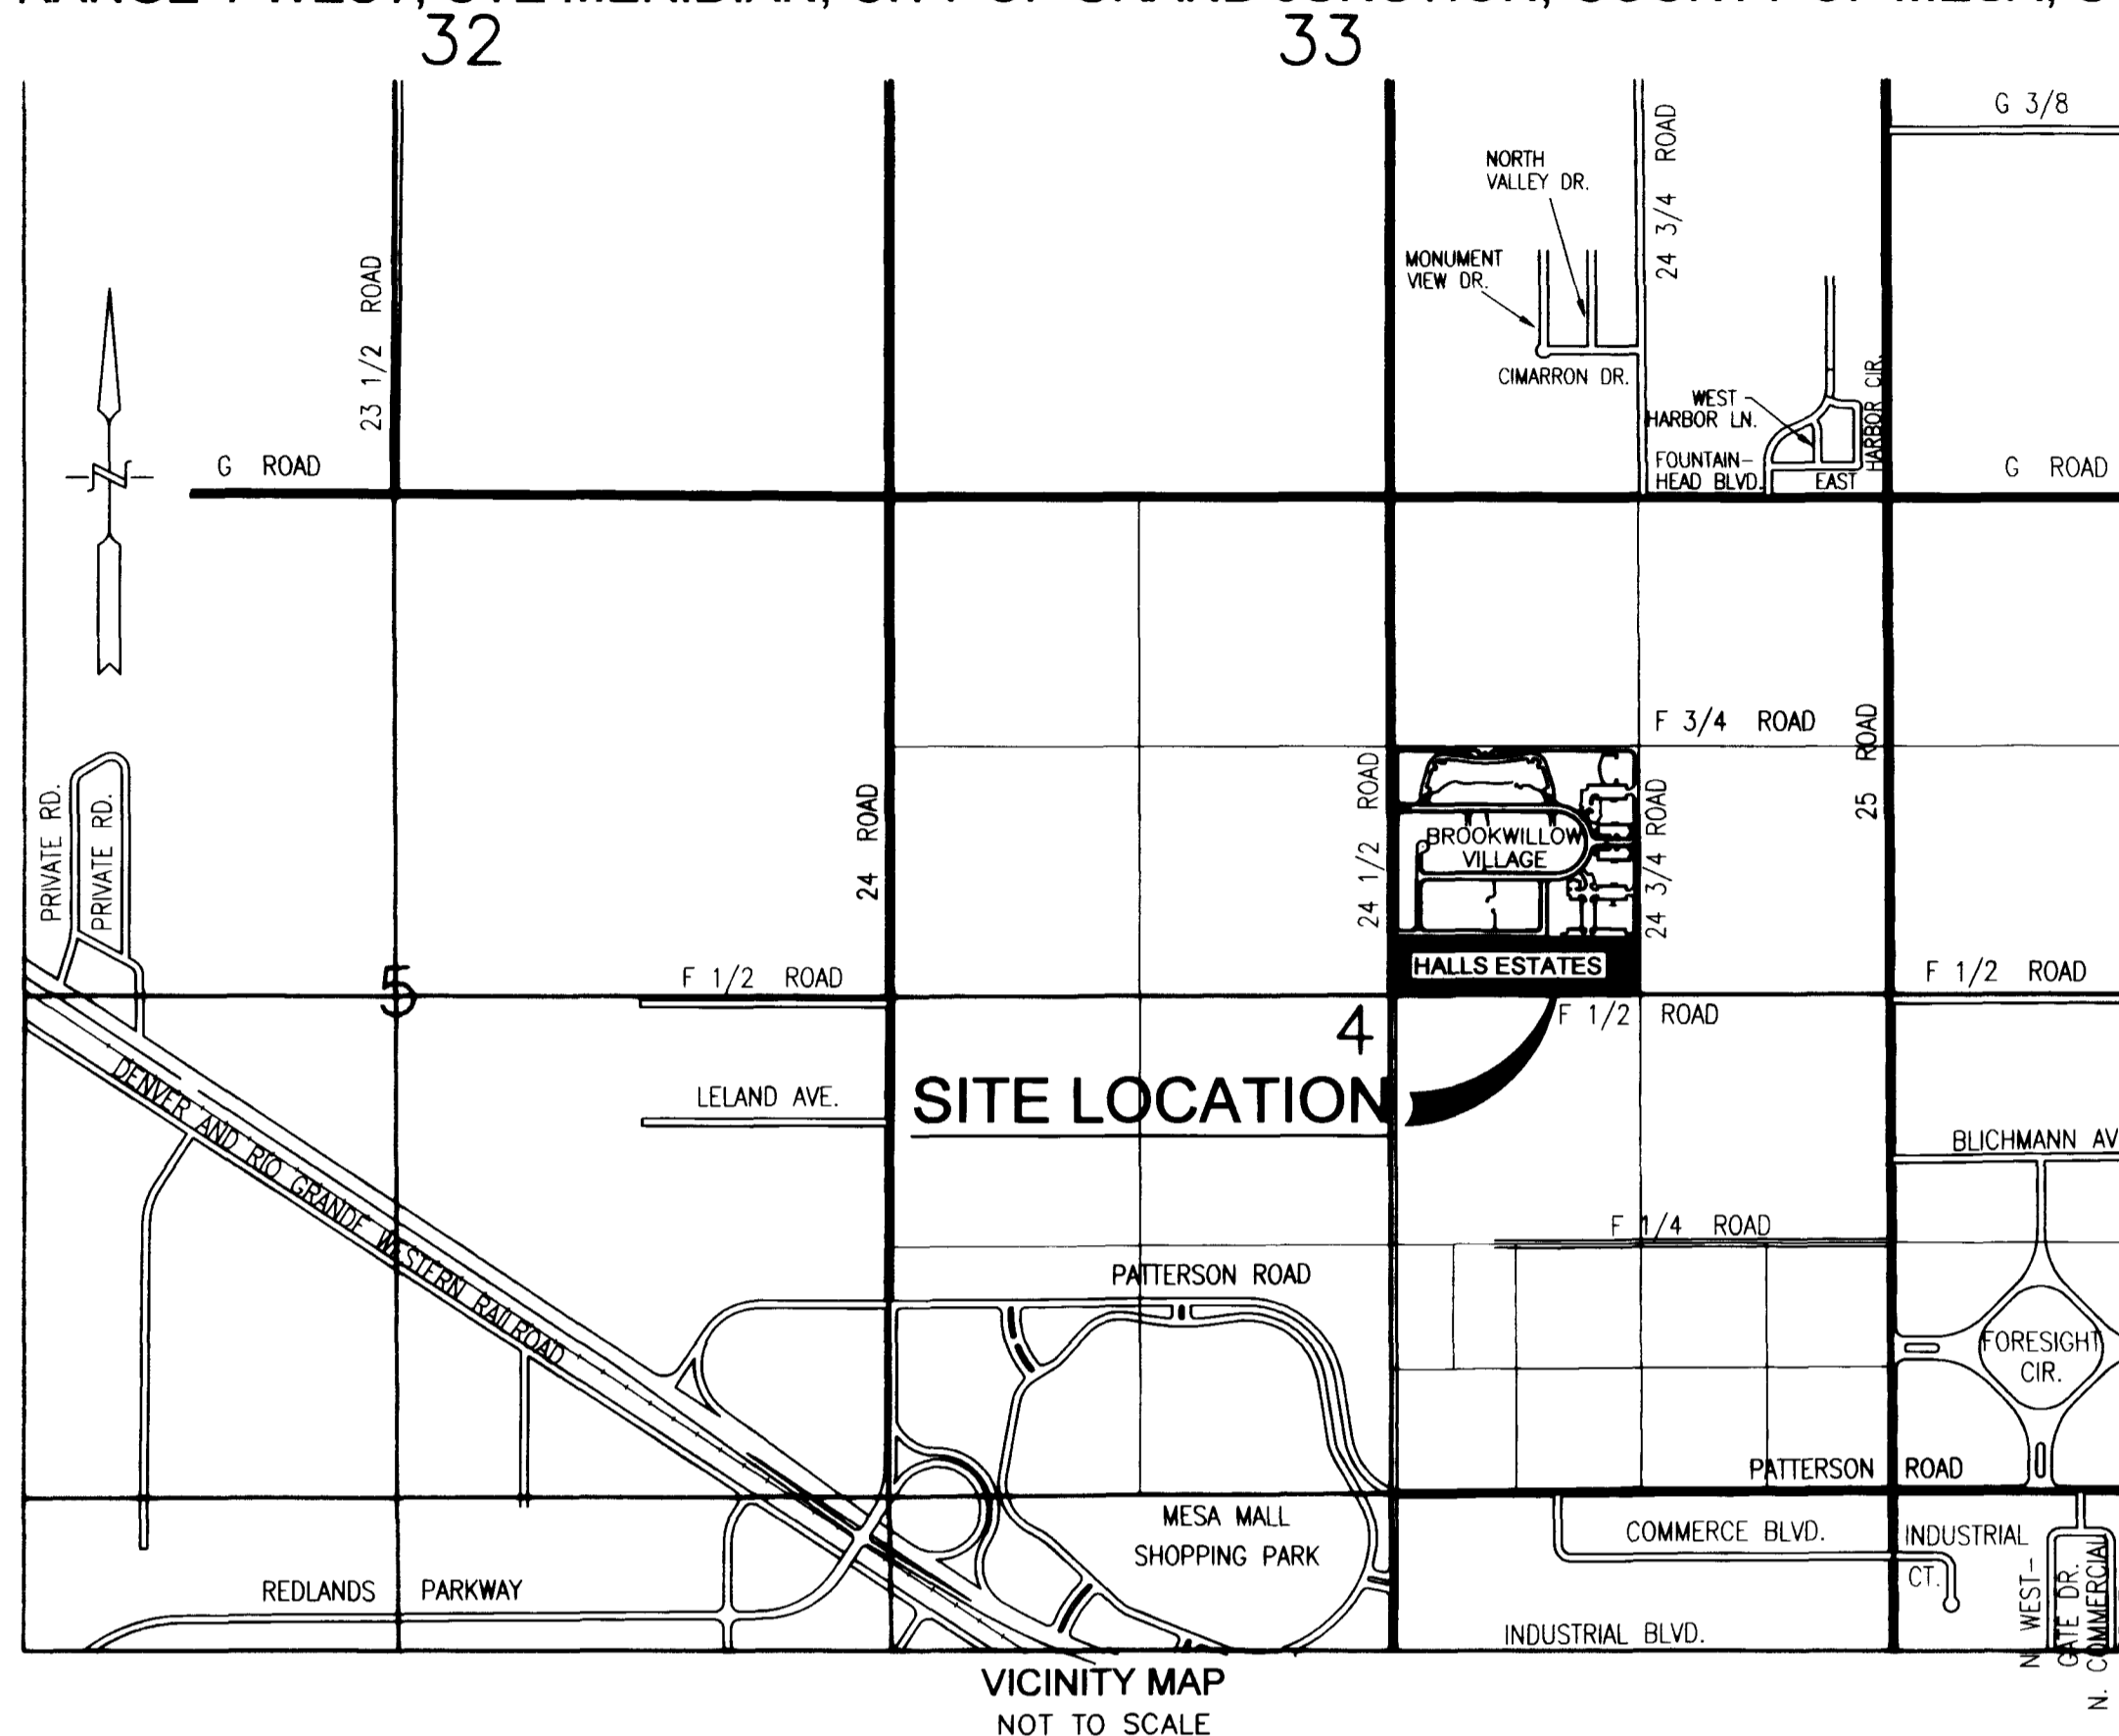 32
33
G 3/8
24 3/4 ROAD
NORTH
VALLEY DR.
MONUMENT
VIEW DR.
23 1/2 ROAD
CIMARRON DR.
WEST
HARBOR LN.
HARBOR CIR.
FOUNTAIN-
HEAD BLVD.
EAST
G ROAD
G ROAD
N
F 3/4 ROAD
25 ROAD
24 1/2 ROAD
24 3/4 ROAD
24 ROAD
PRIVATE RD.
PRIVATE RD.
BROOKWILLOW
VILLAGE
HALLS ESTATES
F 1/2 ROAD
F 1/2 ROAD
F 1/2 ROAD
5
4
SITE LOCATION
LELAND AVE.
DENVER AND RIO GRANDE WESTERN RAILROAD
BLICHMANN AV
F 1/4 ROAD
PATTERSON ROAD
FORESIGHT
CIR.
PATTERSON ROAD
MESA MALL
SHOPPING PARK
COMMERCE BLVD.
INDUSTRIAL
CT.
REDLANDS PARKWAY
INDUSTRIAL BLVD.
N WEST-
GATE DR.
N. COMMERCIAL
VICINITY MAP
NOT TO SCALE